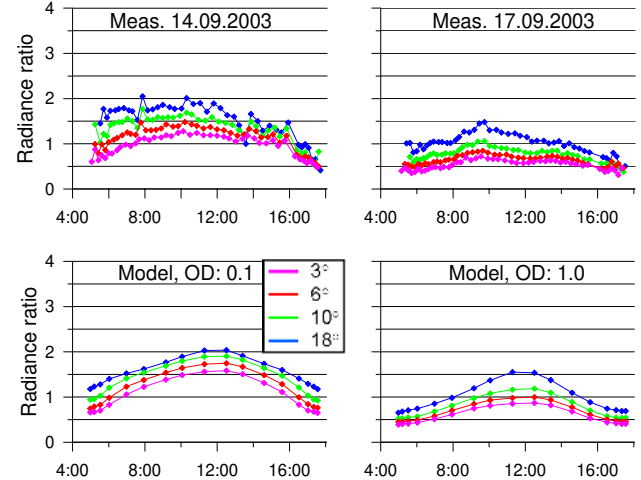 Meas. 14.09.2003
Meas. 17.09.2003
Radiance ratio
4
3
2
1
0
4:00 8:00 12:00 16:00
4:00 8:00 12:00 16:00
Model, OD: 0.1
Model, OD: 1.0
Radiance ratio
4
3
2
1
0
3°
6°
10°
18°
4:00 8:00 12:00 16:00
4:00 8:00 12:00 16:00